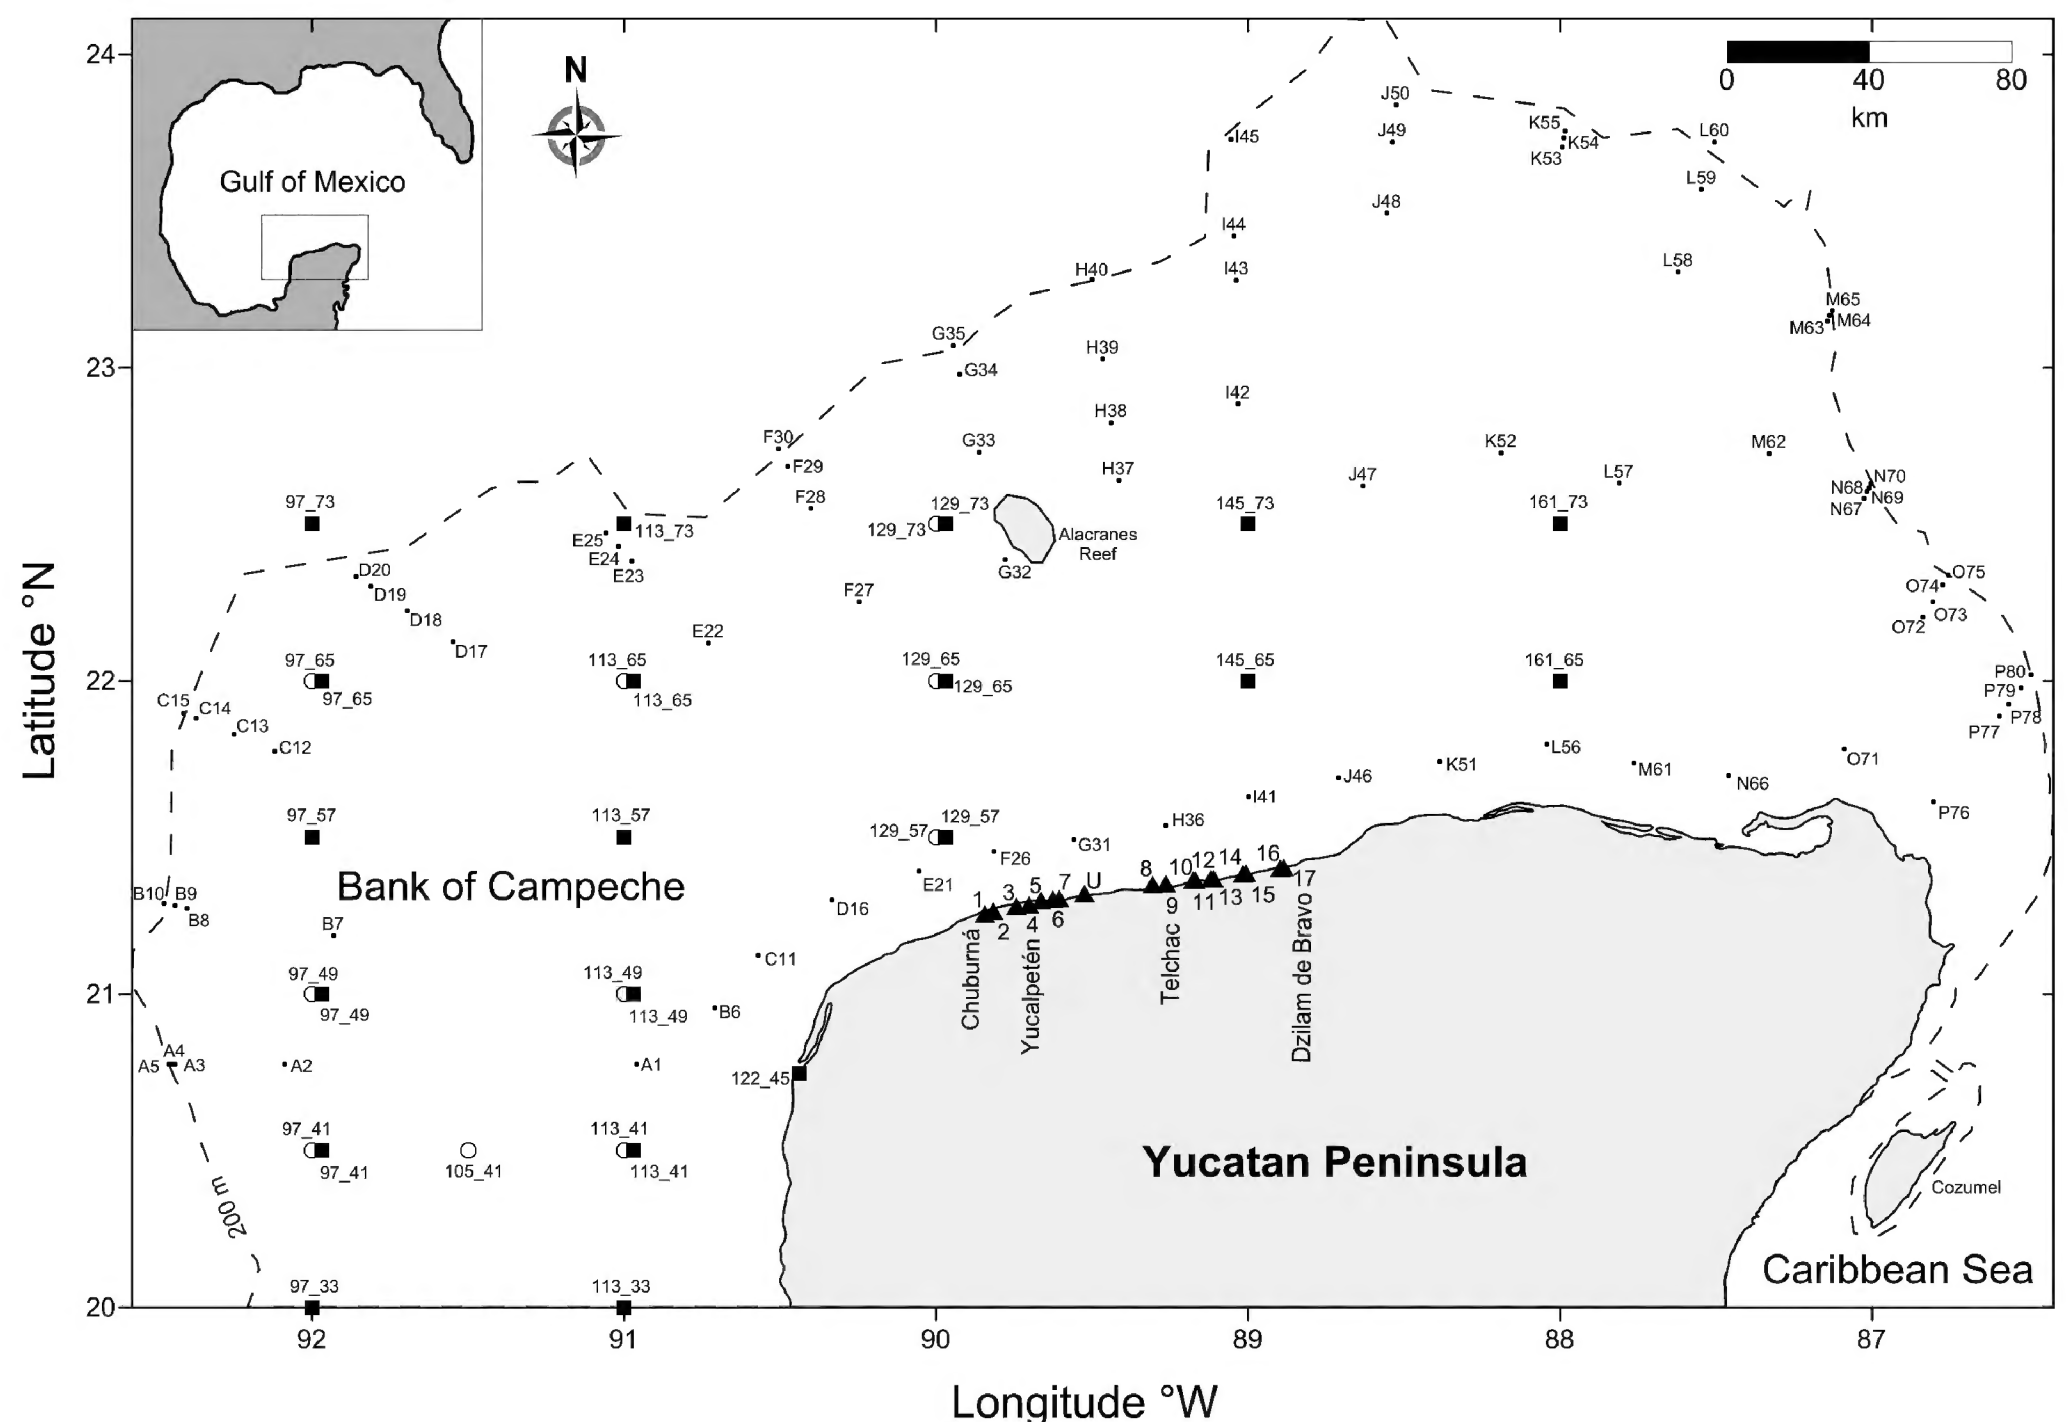 24
N
0 40 80
km
Gulf of Mexico
J50
J49
K55
K54
K53
L60
I45
L59
J48
I44
L58
I43
H40
M65
M64
M63
G35
G34
H39
23
I42
H38
F30
G33
K52
M62
F29
H37
J47
L57
F28
N70
N68
N69
N67
97_73
113_73
129_73
129_73
145_73
161_73
E25
E24
E23
Alacranes
Reef
G32
D20
D19
D18
D17
F27
E22
O75
O74
O73
O72
22
97_65
97_65
113_65
113_65
129_65
129_65
145_65
161_65
P80
P79
P78
P77
C15
C14
C13
C12
L56
K51
J46
M61
N66
O71
I41
P76
97_57
113_57
129_57
129_57
H36
G31
F26
E21
D16
Bank of Campeche
B10
B9
B8
B7
1
2
3
4
5
6
7
U
8
9
10
11
12
13
14
15
16
17
Chuburná
Yucalpetén
Telchac
Dzilam de Bravo
C11
21
97_49
97_49
113_49
113_49
B6
A5
A4
A3
A2
A1
122_45
97_41
97_41
105_41
113_41
113_41
Yucatan Peninsula
Cozumel
200 m
Caribbean Sea
97_33
113_33
20
92 91 90 89 88 87
Latitude °N
Longitude °W